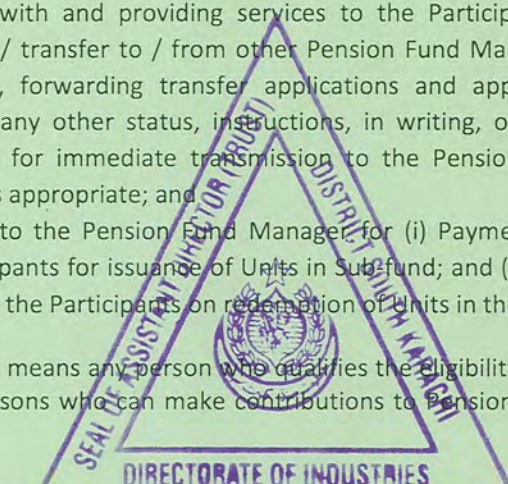 with and providing services to the Particip
/ transfer to / from other Pension Fund Ma
, forwarding transfer applications and app
any other status, instructions, in writing, o
for immediate transmission to the Pensio
s appropriate; and
to the Pension Fund Manager for (i) Payme
ipants for issuance of Units in Sub-fund; and (
the Participants on redemption of Units in the
means any person who qualifies the eligibilit
rsons who can make contributions to Pension
SEAL OF ASSISTANT DIRECTOR (TRUST)
DISTRICT SOUTH KARACHI
DIRECTORATE OF INDUSTRIES